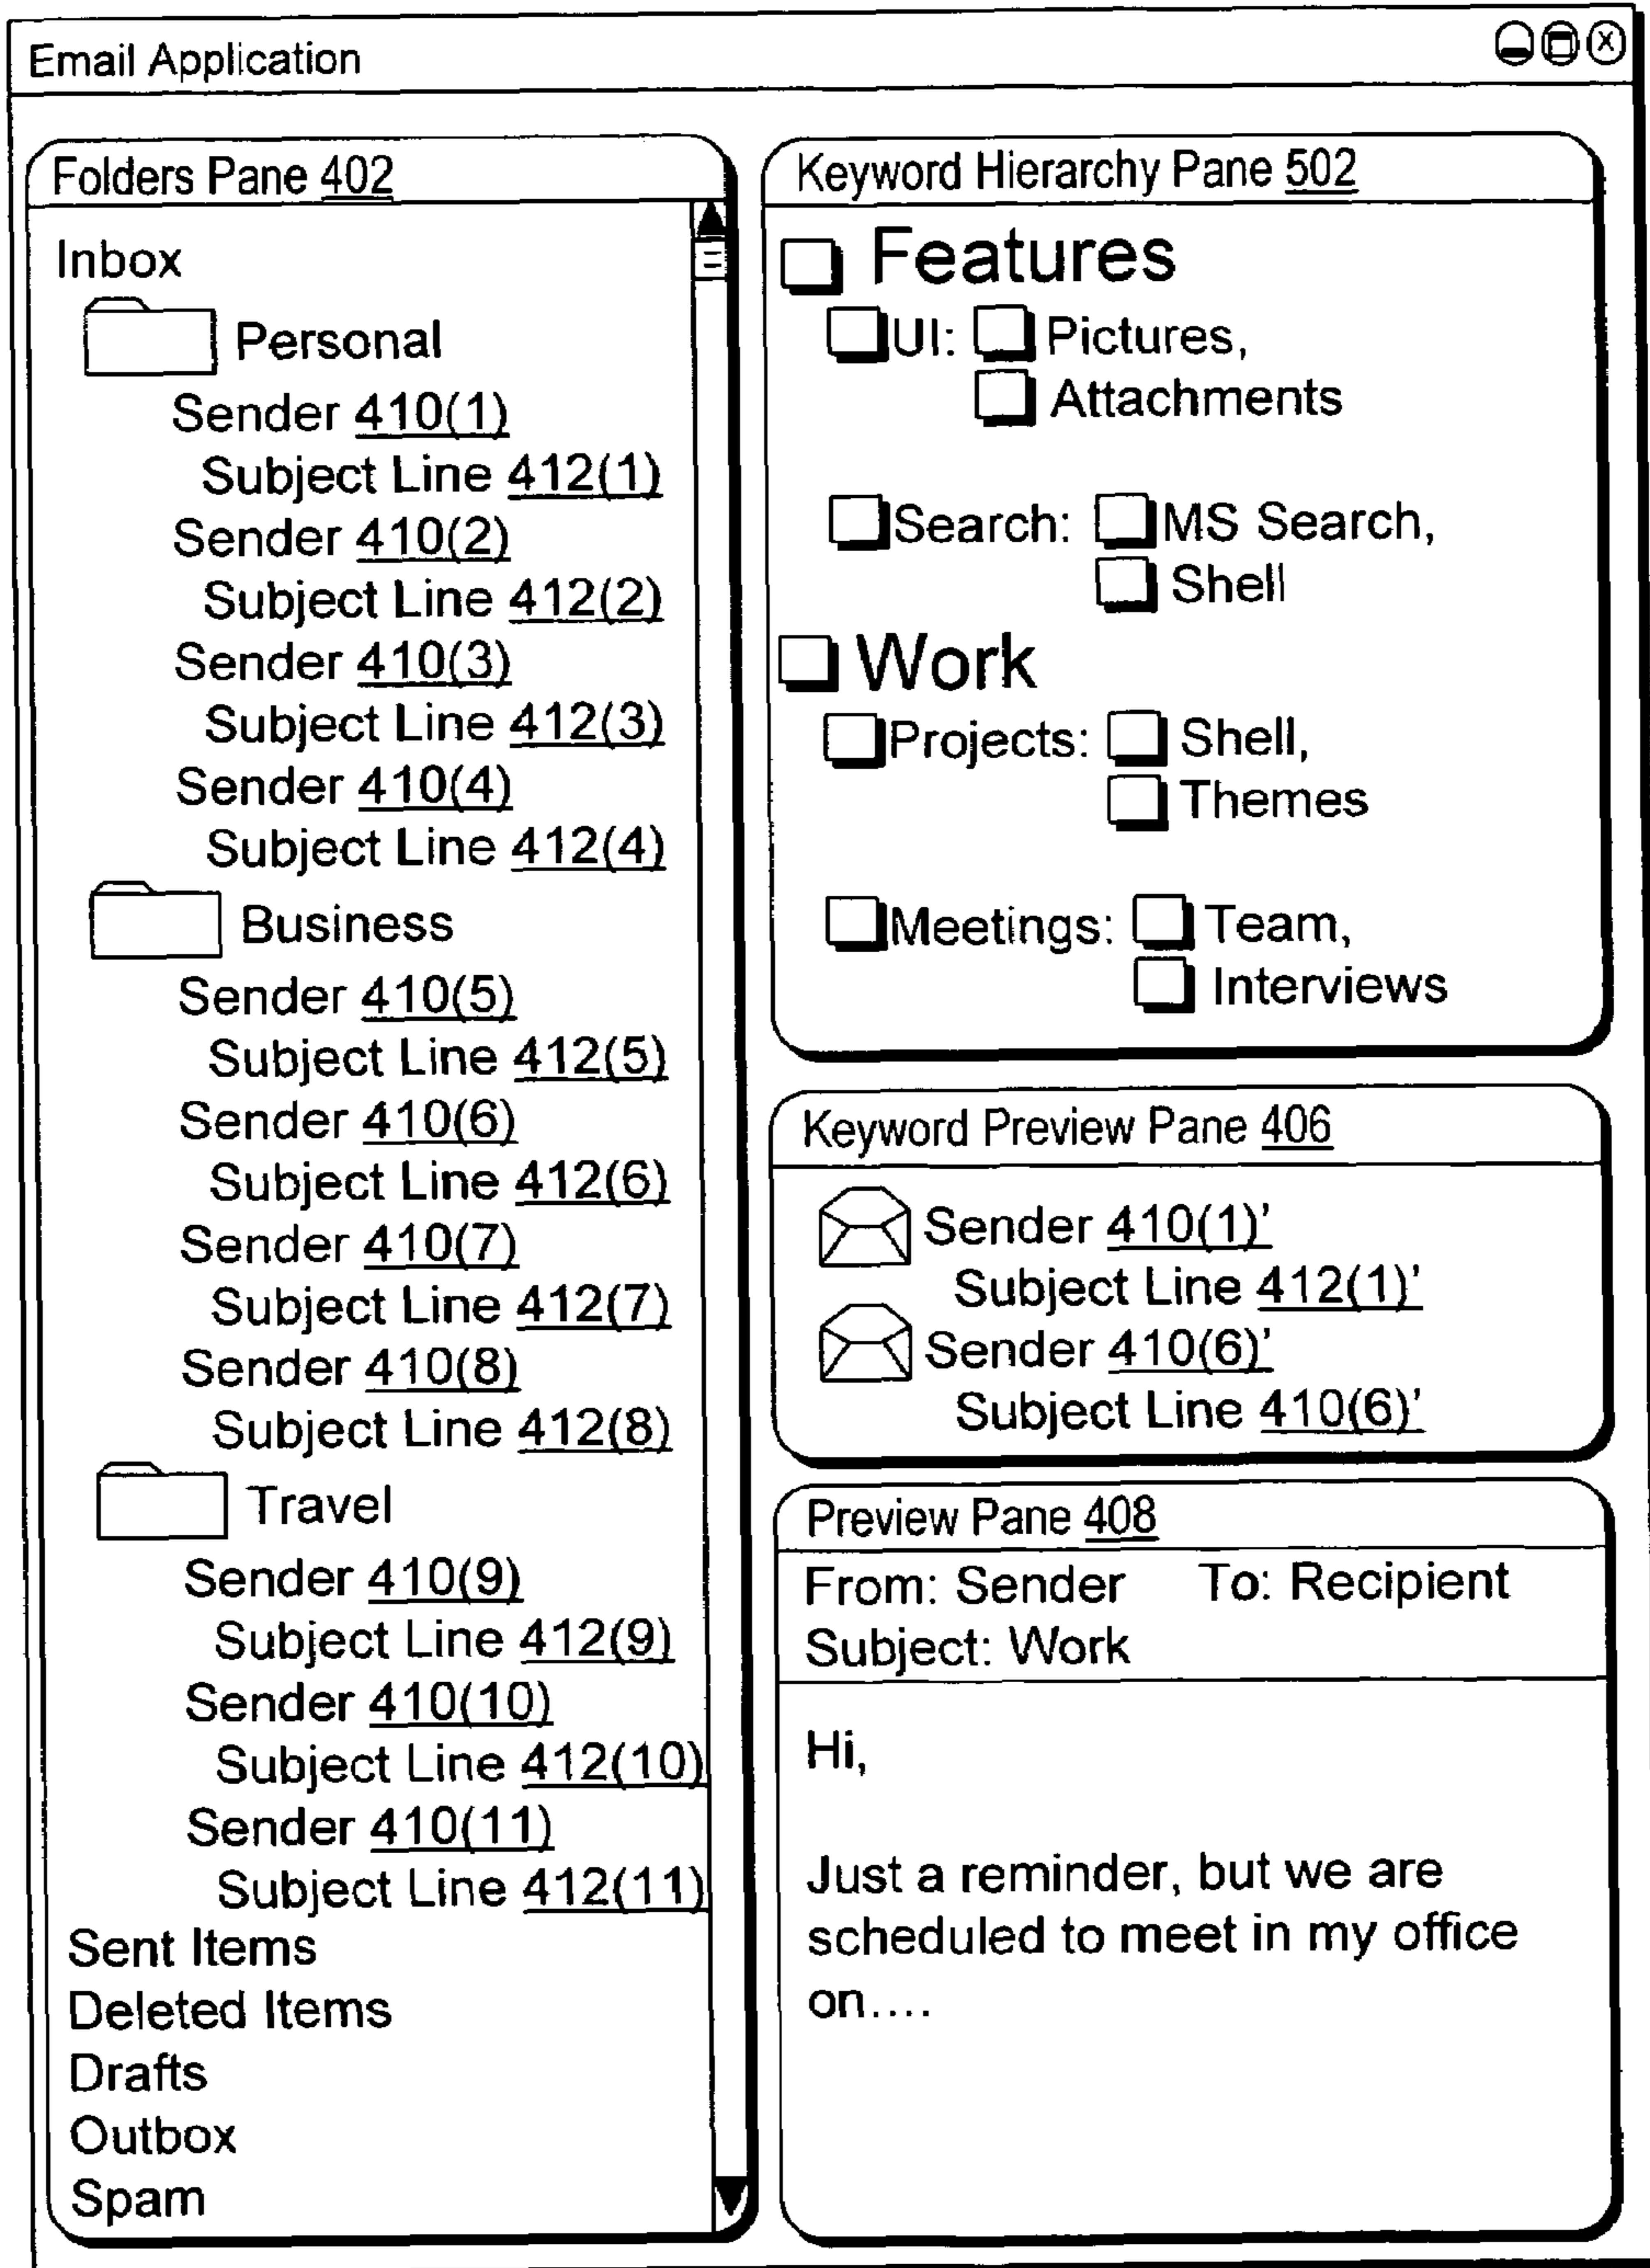 Email Application
Folders Pane 402
Inbox
Personal
Sender 410(1)
Subject Line 412(1)
Sender 410(2)
Subject Line 412(2)
Sender 410(3)
Subject Line 412(3)
Sender 410(4)
Subject Line 412(4)
Business
Sender 410(5)
Subject Line 412(5)
Sender 410(6)
Subject Line 412(6)
Sender 410(7)
Subject Line 412(7)
Sender 410(8)
Subject Line 412(8)
Travel
Sender 410(9)
Subject Line 412(9)
Sender 410(10)
Subject Line 412(10)
Sender 410(11)
Subject Line 412(11)
Sent Items
Deleted Items
Drafts
Outbox
Spam
Keyword Hierarchy Pane 502
Features
UI: Pictures,
Attachments
Search: MS Search,
Shell
Work
Projects: Shell,
Themes
Meetings: Team,
Interviews
Keyword Preview Pane 406
Sender 410(1)'
Subject Line 412(1)'
Sender 410(6)'
Subject Line 410(6)'
Preview Pane 408
From: Sender To: Recipient
Subject: Work
Hi,
Just a reminder, but we are
scheduled to meet in my office
on....